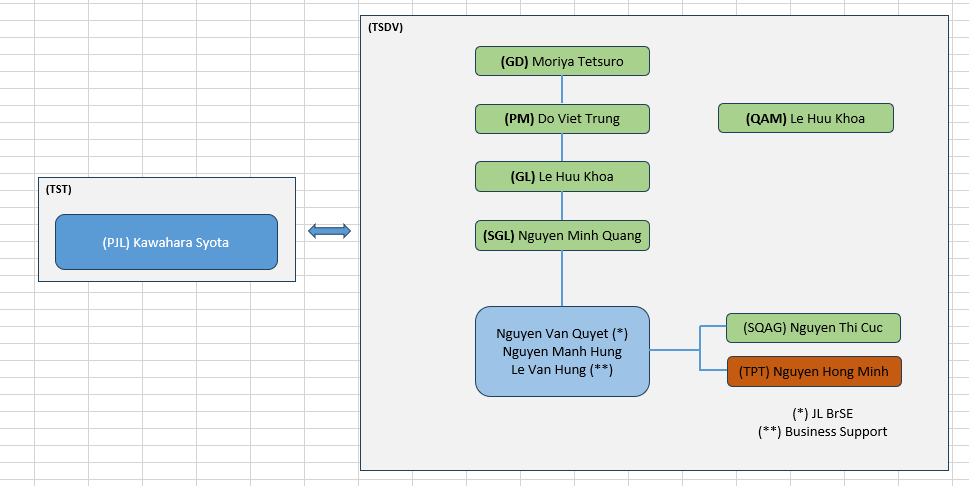 (TSDV)
(GD) Moriya Tetsuro
(PM) Do Viet Trung
(QAM) Le Huu Khoa
(GL) Le Huu Khoa
(TST)
(PJL) Kawahara Syota
(SGL) Nguyen Minh Quang
Nguyen Van Quyet (*)
Nguyen Manh Hung
Le Van Hung (**)
(SQAG) Nguyen Thi Cuc
(TPT) Nguyen Hong Minh
(*) JL BrSE
(**) Business Support